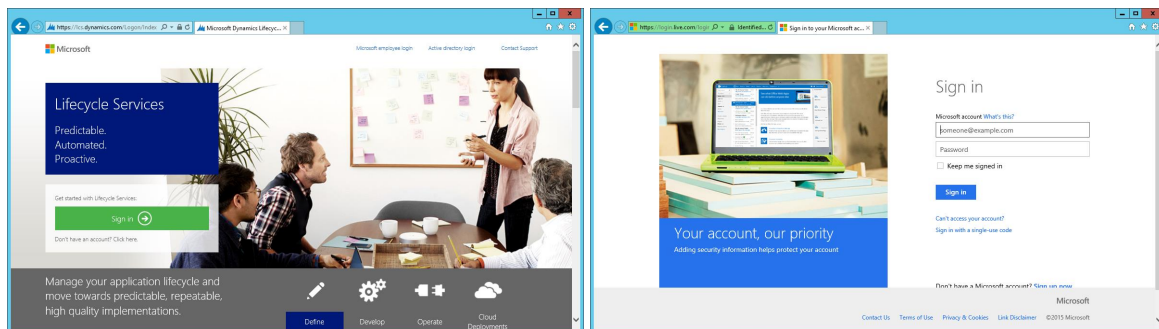 https://lcs.dynamics.com/Logon/Index
Microsoft Dynamics Lifecyc...
Microsoft
Microsoft employee login
Active directory login
Contact Support
Lifecycle Services
Predictable.
Automated.
Proactive.
Get started with Lifecycle Services:
Sign in
Don't have an account? Click here.
Manage your application lifecycle and
move towards predictable, repeatable,
high quality implementations.
Define
Develop
Operate
Cloud
Deployments
https://login.live.com/login
Identified...
Sign in to your Microsoft ac...
Your account, our priority
Adding security information helps protect your account
Sign in
Microsoft account What's this?
someone@example.com
Password
Keep me signed in
Sign in
Can't access your account?
Sign in with a single-use code
Don't have a Microsoft account? Sign up now
Microsoft
Contact Us
Terms of Use
Privacy & Cookies
Link Disclaimer
©2015 Microsoft